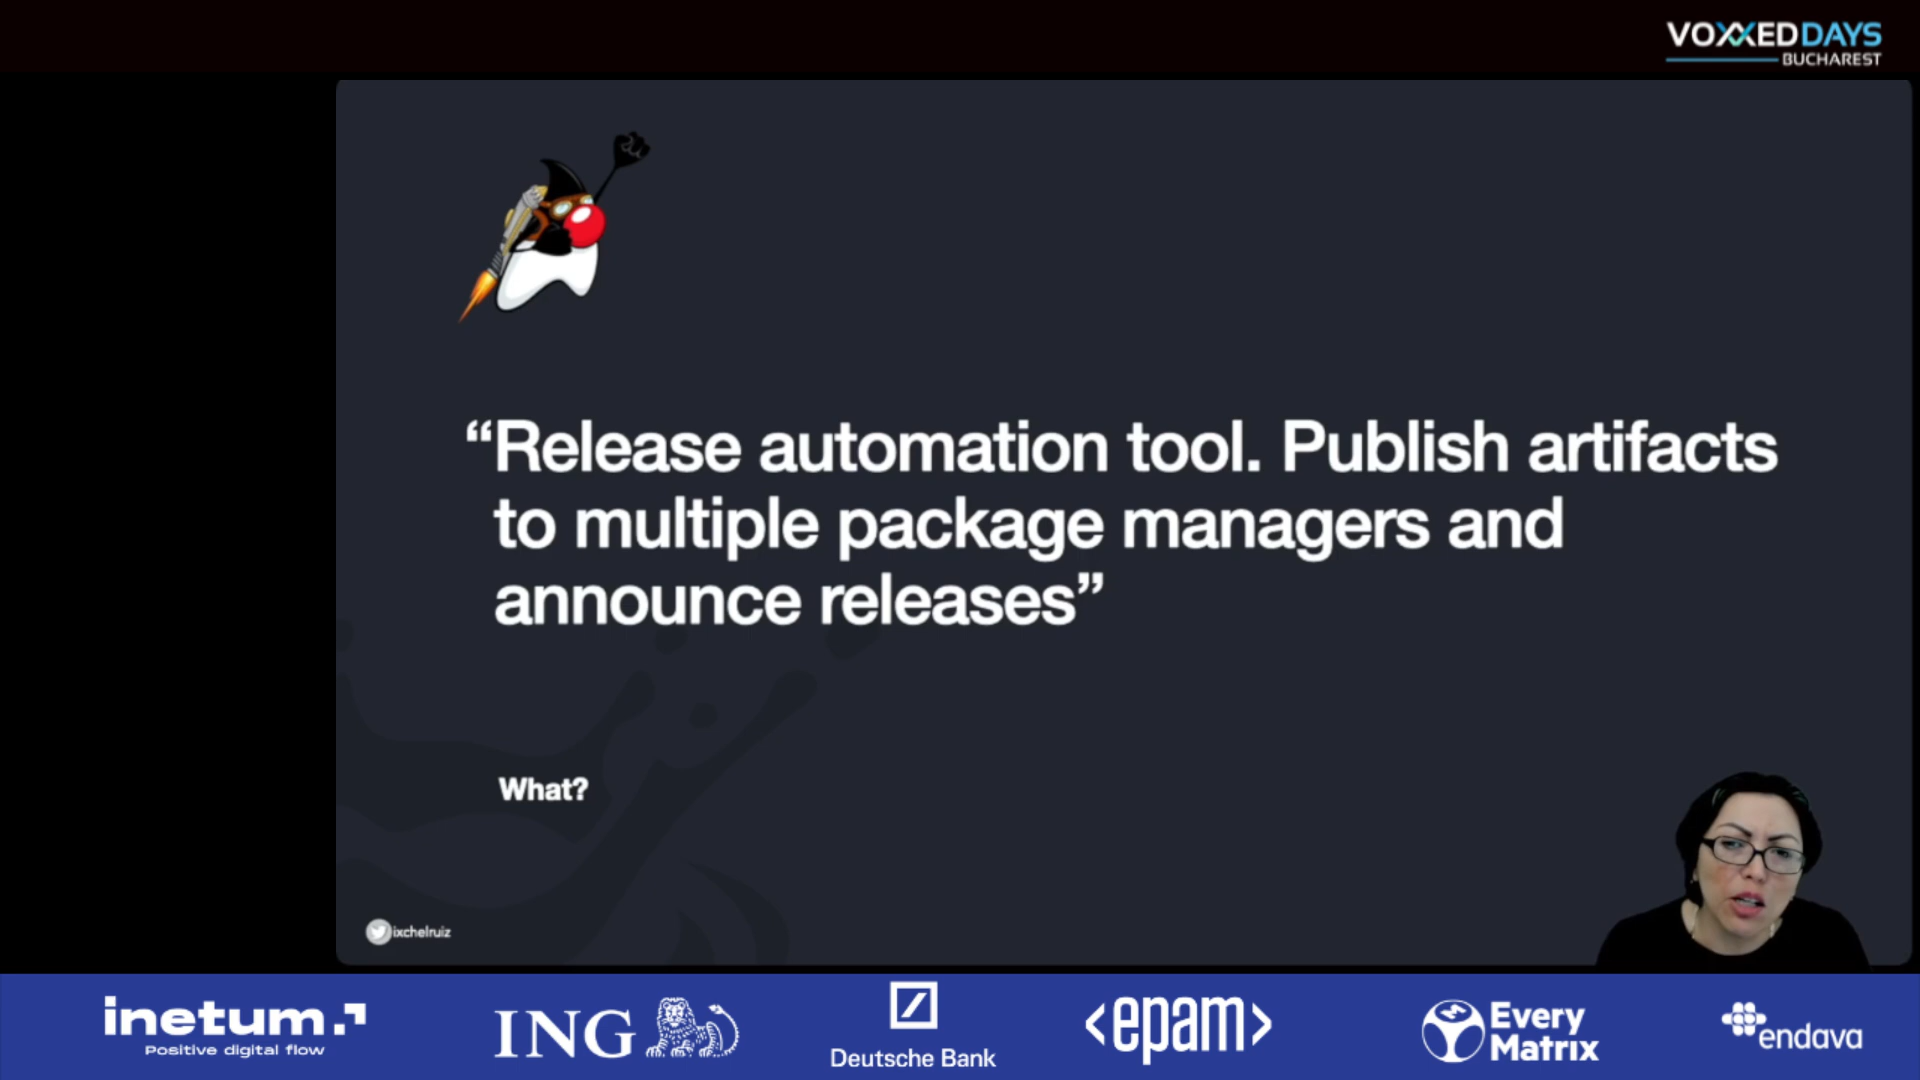 VOXXEDDAYS
BUCHAREST
“Release automation tool. Publish artifacts
to multiple package managers and
announce releases”
What?
ixchelruiz
inetum.
Positive digital flow
ING
Deutsche Bank
<epam>
Every
Matrix
endava